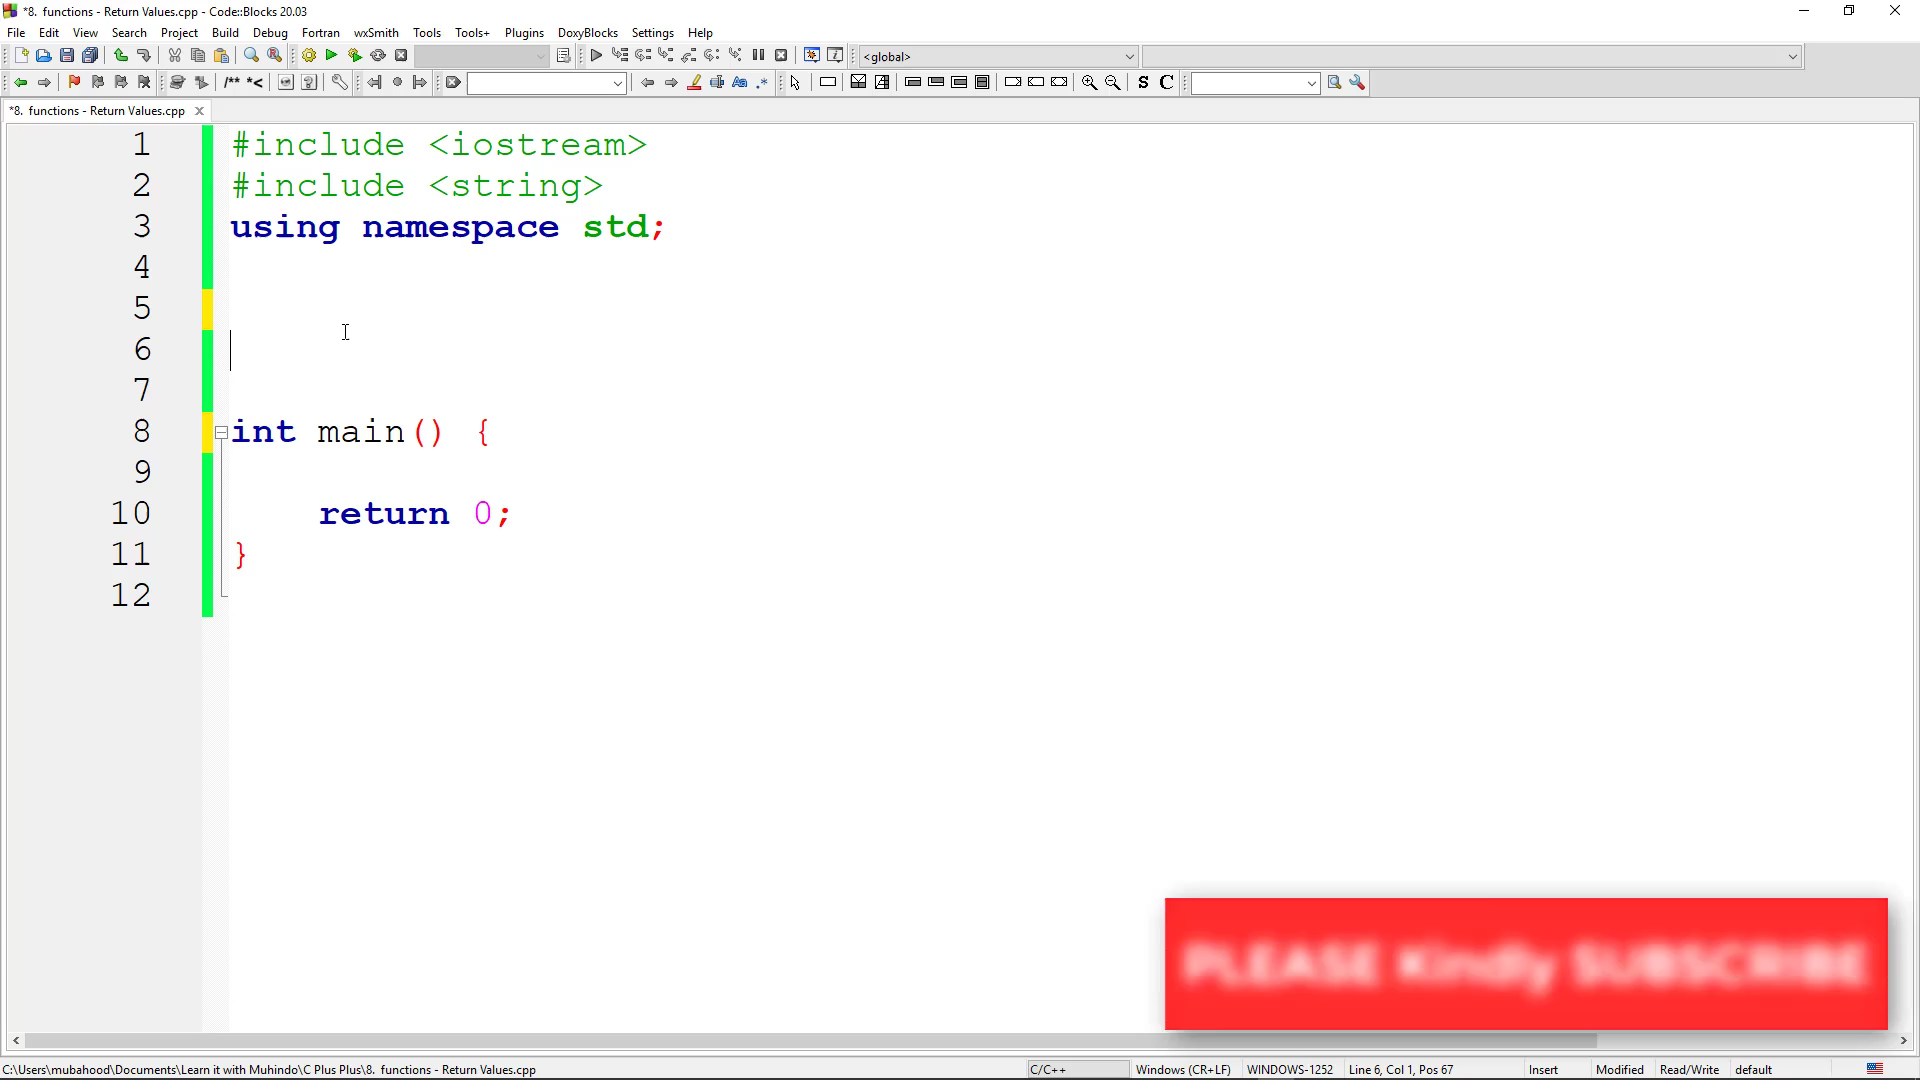 *8.  functions - Return Values.cpp - Code::Blocks 20.03
File Edit View Search Project Build Debug Fortran wxSmith Tools Tools+ Plugins DoxyBlocks Settings Help
<global>
/** *< Aa .* S C
*8.  functions - Return Values.cpp
1 #include <iostream>
2 #include <string>
3 using namespace std;
4
5
6
7
8 int main() {
9
10 return 0;
11 }
12
PLEASE Kindly SUBSCRIBE
C:\Users\mubahood\Documents\Learn it with Muhindo\C Plus Plus\8.  functions - Return Values.cpp C/C++ Windows (CR+LF) WINDOWS-1252 Line 6, Col 1, Pos 67 Insert Modified Read/Write default